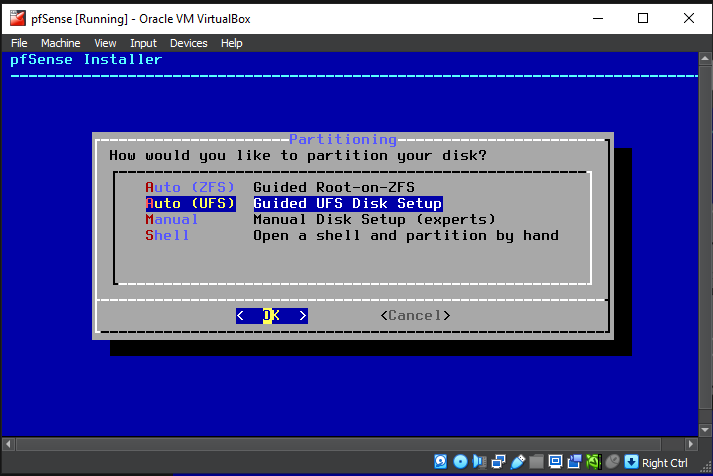 pfSense [Running] - Oracle VM VirtualBox
File Machine View Input Devices Help
pfSense Installer
Partitioning
How would you like to partition your disk?
Auto (ZFS) Guided Root-on-ZFS
Auto (UFS) Guided UFS Disk Setup
Manual Manual Disk Setup (experts)
Shell Open a shell and partition by hand
< OK > <Cancel>
Right Ctrl